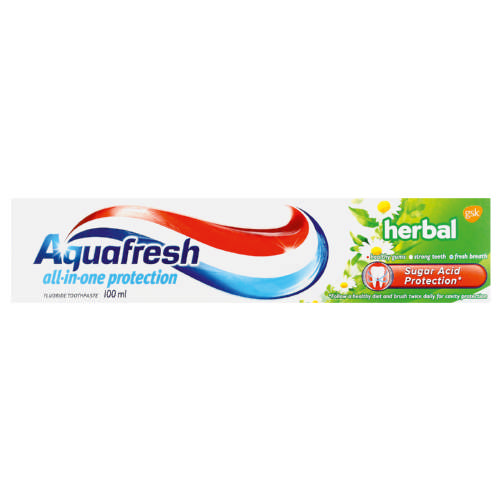 Aquafresh
all-in-one protection
FLUORIDE TOOTHPASTE 100 ml
herbal
gsk
healthy gums strong teeth fresh breath
Sugar Acid
Protection*
*Follow a healthy diet and brush twice daily for cavity protection